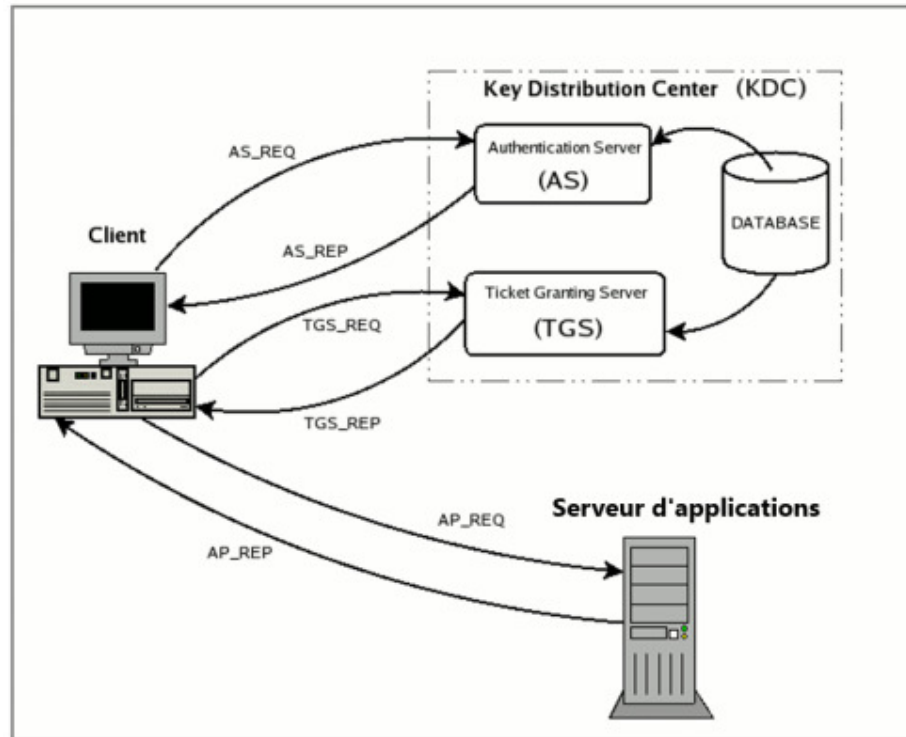 Key Distribution Center (KDC)
AS_REQ
Authentication Server
(AS)
DATABASE
Client
AS_REP
Ticket Granting Server
(TGS)
TGS_REQ
TGS_REP
Serveur d'applications
AP_REQ
AP_REP